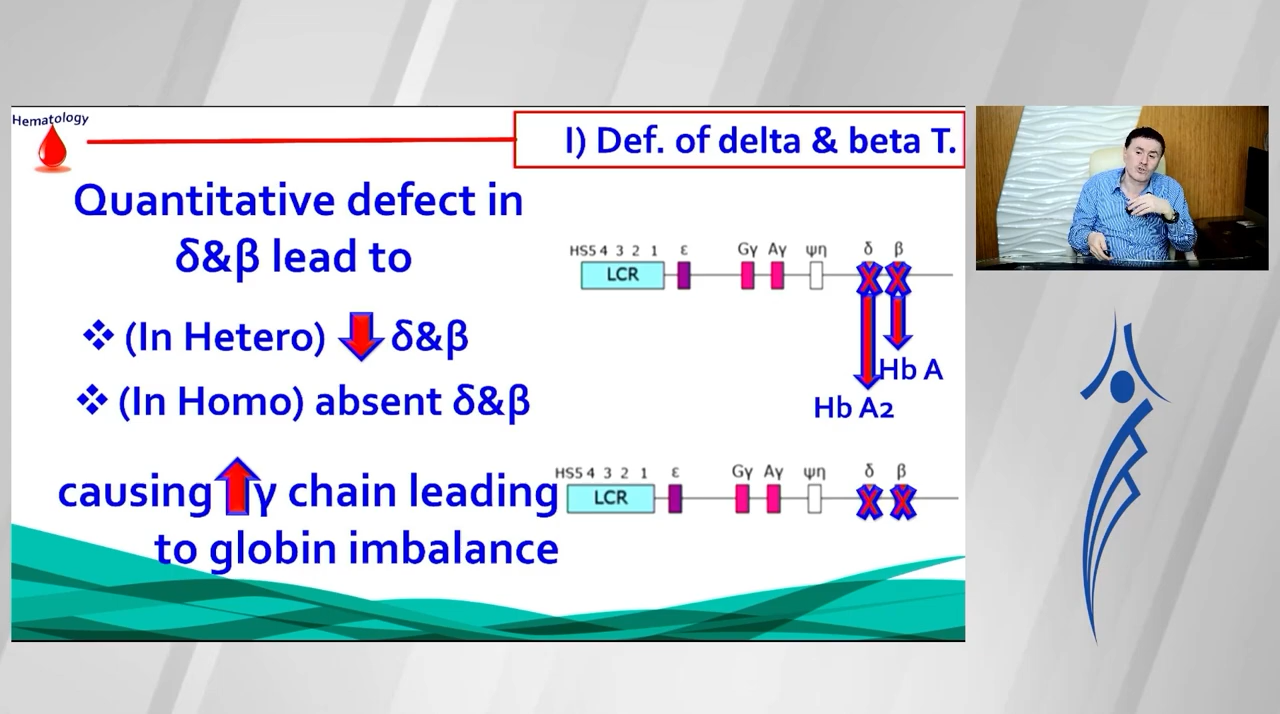 Hematology
I) Def. of delta & beta T.
Quantitative defect in
δ&β lead to
❖ (In Hetero) ⬇ δ&β
❖ (In Homo) absent δ&β
causing ⬆ γ chain leading
to globin imbalance
HS5 4 3 2 1 ε Gγ Aγ ψη δ β
LCR
Hb A
Hb A2
HS5 4 3 2 1 ε Gγ Aγ ψη δ β
LCR